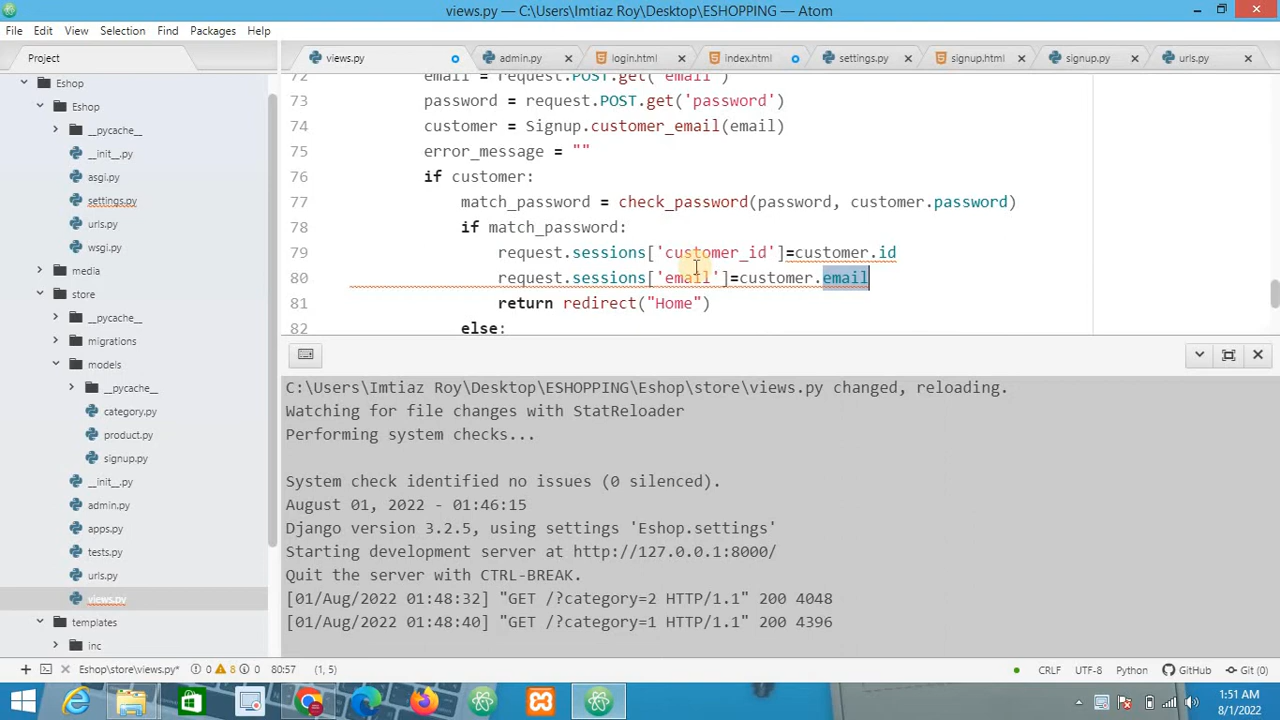 views.py — C:\Users\Imtiaz Roy\Desktop\ESHOPPING — Atom
File Edit View Selection Find Packages Help
Project
views.py admin.py login.html index.html settings.py signup.html signup.py urls.py
Eshop
Eshop
__pycache__
__init__.py
asgi.py
settings.py
urls.py
wsgi.py
media
store
__pycache__
migrations
models
__pycache__
category.py
product.py
signup.py
__init__.py
admin.py
apps.py
tests.py
urls.py
views.py
templates
inc
72 email = request.POST.get('email')
73 password = request.POST.get('password')
74 customer = Signup.customer_email(email)
75 error_message = ""
76 if customer:
77 match_password = check_password(password, customer.password)
78 if match_password:
79 request.sessions['customer_id']=customer.id
80 request.sessions['email']=customer.email
81 return redirect("Home")
82 else:
C:\Users\Imtiaz Roy\Desktop\ESHOPPING\Eshop\store\views.py changed, reloading.
Watching for file changes with StatReloader
Performing system checks...
System check identified no issues (0 silenced).
August 01, 2022 - 01:46:15
Django version 3.2.5, using settings 'Eshop.settings'
Starting development server at http://127.0.0.1:8000/
Quit the server with CTRL-BREAK.
[01/Aug/2022 01:48:32] "GET /?category=2 HTTP/1.1" 200 4048
[01/Aug/2022 01:48:40] "GET /?category=1 HTTP/1.1" 200 4396
Eshop\store\views.py* 0 8 0 80:57 (1, 5) CRLF UTF-8 Python GitHub Git (0)
1:51 AM
8/1/2022